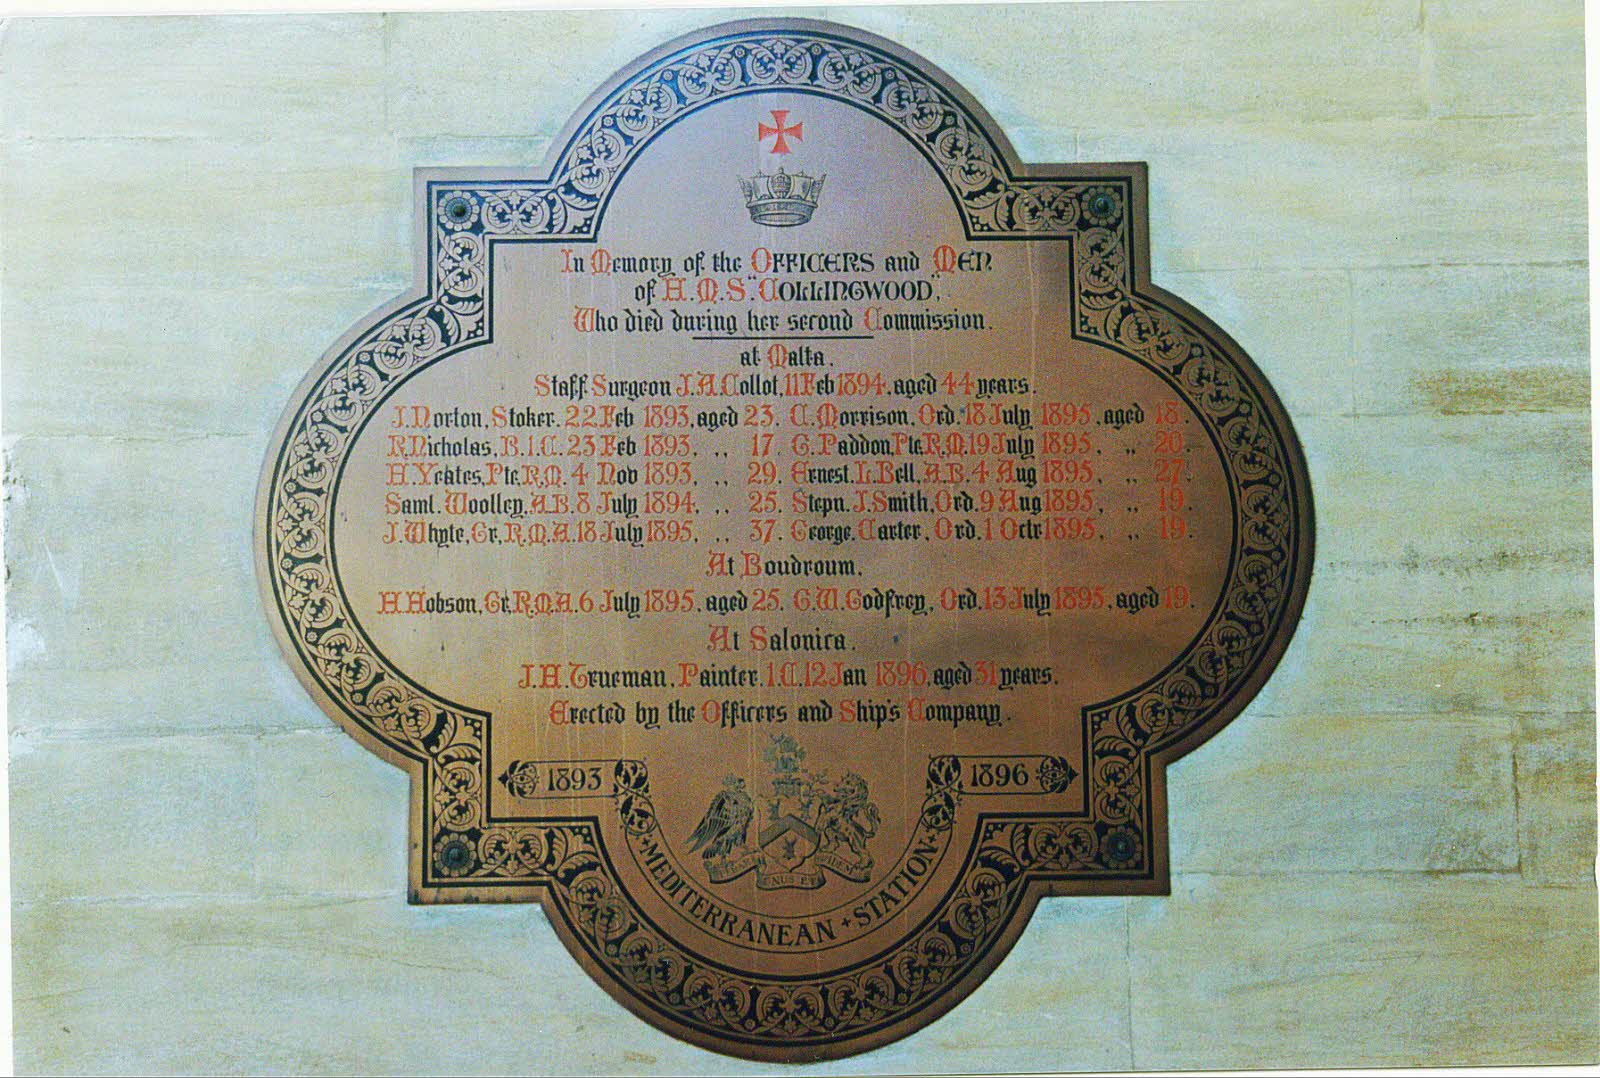 In Memory of the OFFICERS and MEN
of H.M.S. "COLLINGWOOD",
Who died during her second Commission.
at Malta.
Staff Surgeon J.A. Collot, 11 Feb 1894, aged 44 years.
J. Norton, Stoker. 22 Feb 1893, aged 23. C. Morrison, Ord. 18 July 1895, aged 18.
R. Nicholas, B.1.C. 23 Feb 1893, ,, 17. G. Paddon, Pte. R.M. 19 July 1895, ,, 20.
H. Yeates, Pte. R.M. 4 Nov 1893, ,, 29. Ernest. L. Bell, A.B. 4 Aug 1895, ,, 27.
Saml. Woolley, A.B. 8 July 1894, ,, 25. Stepn. J. Smith, Ord. 9 Aug 1895, ,, 19.
J. Whyte, Gr. R.M.A. 18 July 1895, ,, 37. George. Carter, Ord. 1 Octr 1895, ,, 19.
At Boudroum.
H. Hobson, Gr. R.M.A. 6 July 1895, aged 25. G.W. Godfrey, Ord. 13 July 1895, aged 19.
At Salonica.
J.H. Trueman, Painter. 1.C. 12 Jan 1896, aged 31 years.
Erected by the Officers and Ship's Company.
1893 1896
IDEM
MEDITERRANEAN + STATION